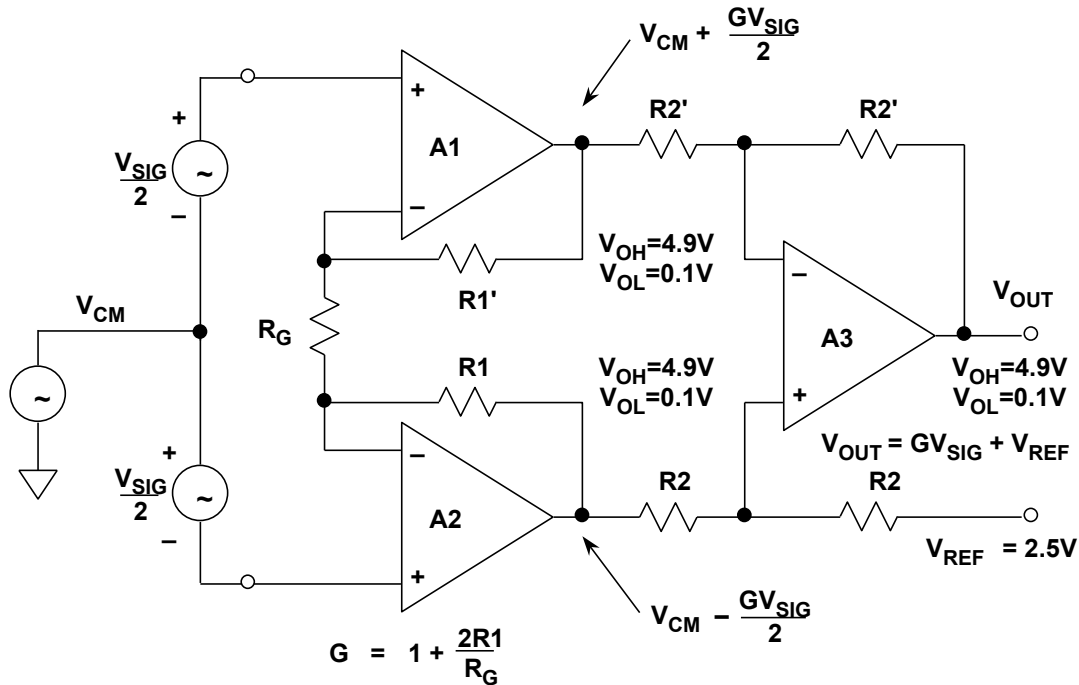 V_CM + GV_SIG/2
R2'
R2'
+
A1
−
+
V_SIG/2
~
−
V_OH=4.9V
V_OL=0.1V
R1'
−
V_OUT
V_CM
R_G
A3
R1
V_OH=4.9V
V_OL=0.1V
+
V_OH=4.9V
V_OL=0.1V
~
V_OUT = GV_SIG + V_REF
+
V_SIG/2
~
−
−
A2
+
R2
R2
V_REF = 2.5V
V_CM − GV_SIG/2
G = 1 + 2R1/R_G